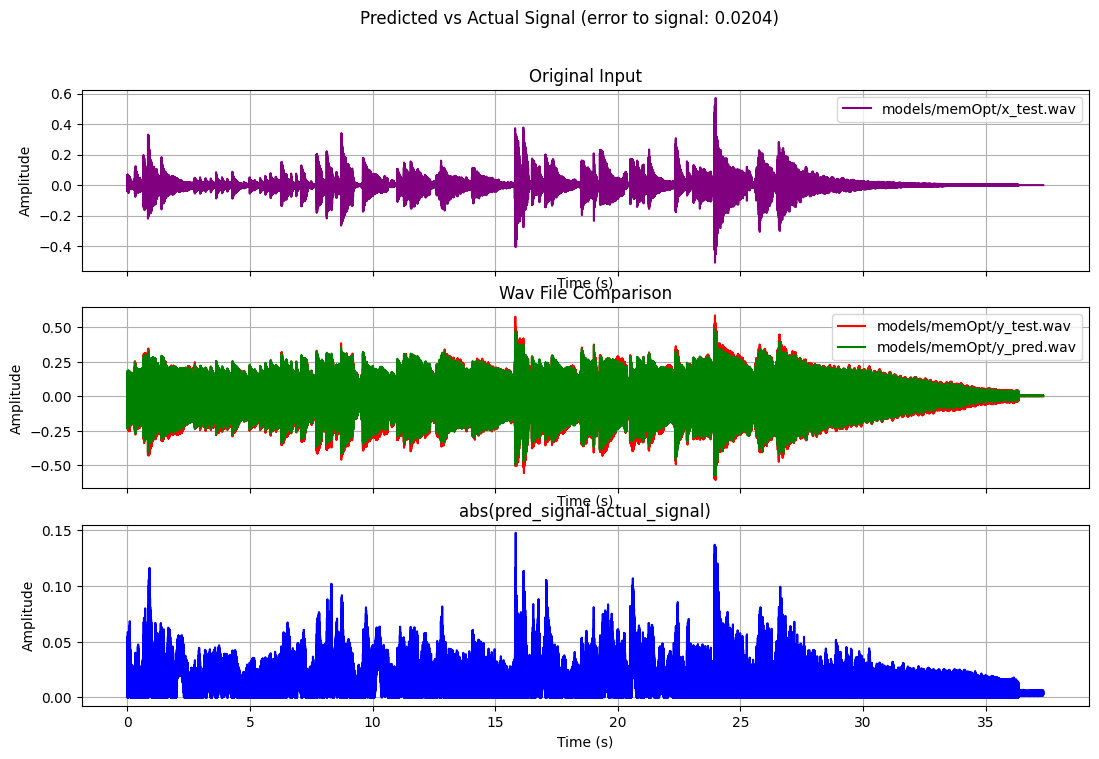 Predicted vs Actual Signal (error to signal: 0.0204)
Original Input
models/memOpt/x_test.wav
Amplitude
0.6
0.4
0.2
0.0
−0.2
−0.4
Time (s)
Wav File Comparison
models/memOpt/y_test.wav
models/memOpt/y_pred.wav
Amplitude
0.50
0.25
0.00
−0.25
−0.50
Time (s)
abs(pred_signal-actual_signal)
Amplitude
0.15
0.10
0.05
0.00
0 5 10 15 20 25 30 35
Time (s)